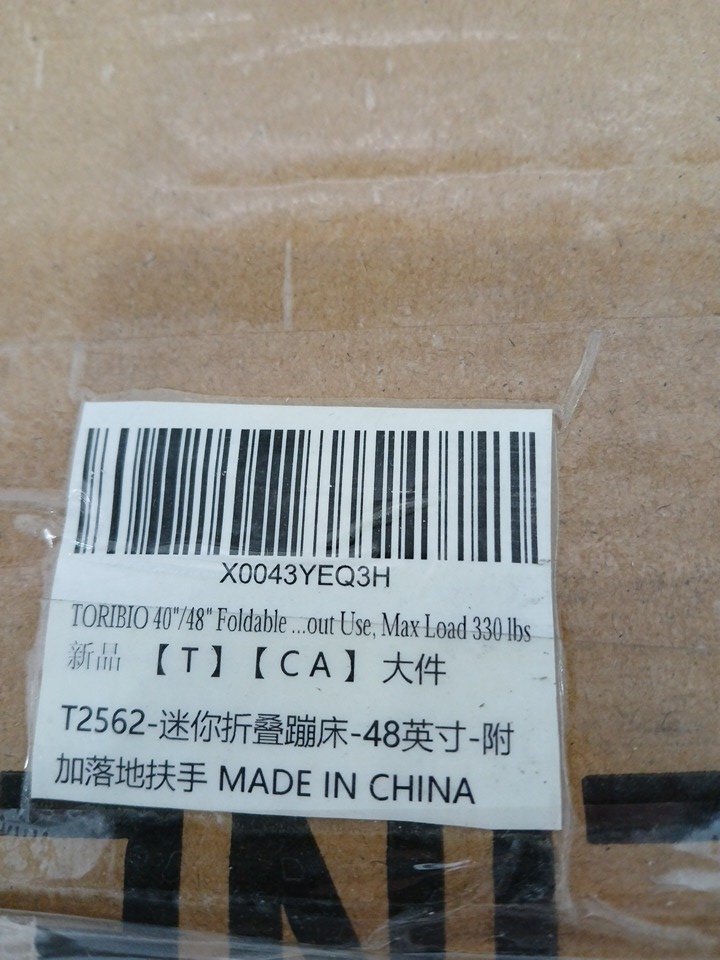 X0043YEQ3H
TORIBIO 40"/48" Foldable ...out Use, Max Load 330 lbs
新品 【T】【CA】大件
T2562-迷你折叠蹦床-48英寸-附
加落地扶手 MADE IN CHINA